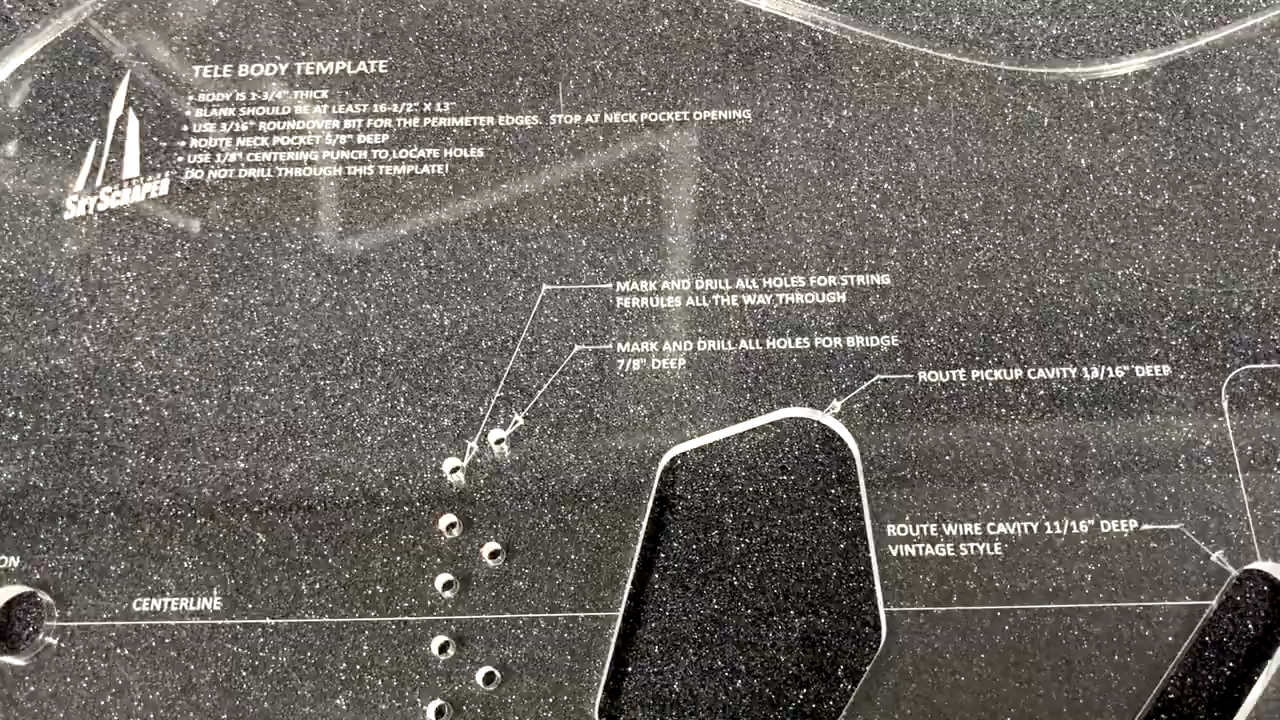 TELE BODY TEMPLATE
• BODY IS 1-3/4" THICK
• BLANK SHOULD BE AT LEAST 16-1/2" X 13"
• USE 3/16" ROUNDOVER BIT FOR THE PERIMETER EDGES. STOP AT NECK POCKET OPENING
• ROUTE NECK POCKET 5/8" DEEP
• USE 1/8" CENTERING PUNCH TO LOCATE HOLES
DO NOT DRILL THROUGH THIS TEMPLATE!
SKYSCRAPER
MARK AND DRILL ALL HOLES FOR STRING
FERRULES ALL THE WAY THROUGH
MARK AND DRILL ALL HOLES FOR BRIDGE
7/8" DEEP
ROUTE PICKUP CAVITY 13/16" DEEP
ROUTE WIRE CAVITY 11/16" DEEP
VINTAGE STYLE
ON
CENTERLINE